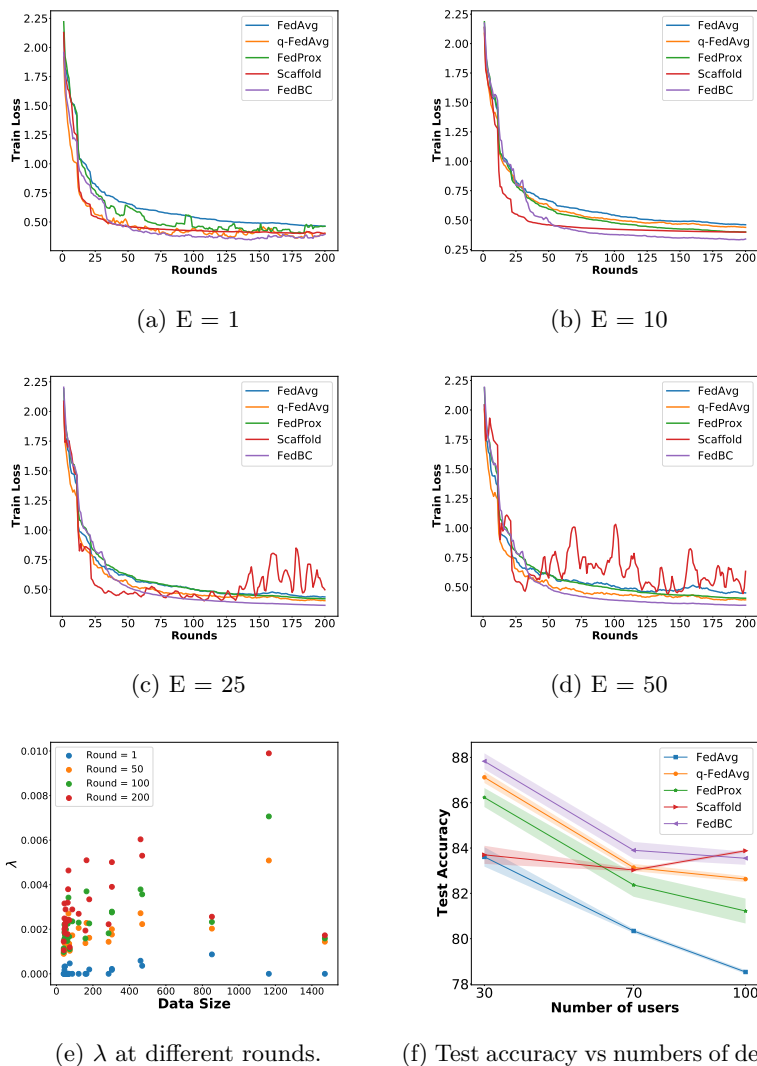 2.25
2.00
1.75
1.50
1.25
1.00
0.75
0.50
Train Loss
0 25 50 75 100 125 150 175 200
Rounds
FedAvg
q-FedAvg
FedProx
Scaffold
FedBC
(a) E = 1
2.25
2.00
1.75
1.50
1.25
1.00
0.75
0.50
0.25
Train Loss
0 25 50 75 100 125 150 175 200
Rounds
FedAvg
q-FedAvg
FedProx
Scaffold
FedBC
(b) E = 10
2.25
2.00
1.75
1.50
1.25
1.00
0.75
0.50
Train Loss
0 25 50 75 100 125 150 175 200
Rounds
FedAvg
q-FedAvg
FedProx
Scaffold
FedBC
(c) E = 25
2.25
2.00
1.75
1.50
1.25
1.00
0.75
0.50
Train Loss
0 25 50 75 100 125 150 175 200
Rounds
FedAvg
q-FedAvg
FedProx
Scaffold
FedBC
(d) E = 50
0.010
0.008
0.006
0.004
0.002
0.000
λ
0 200 400 600 800 1000 1200 1400
Data Size
Round = 1
Round = 50
Round = 100
Round = 200
(e) λ at different rounds.
88
86
84
82
80
78
Test Accuracy
30 70 100
Number of users
FedAvg
q-FedAvg
FedProx
Scaffold
FedBC
(f) Test accuracy vs numbers of de